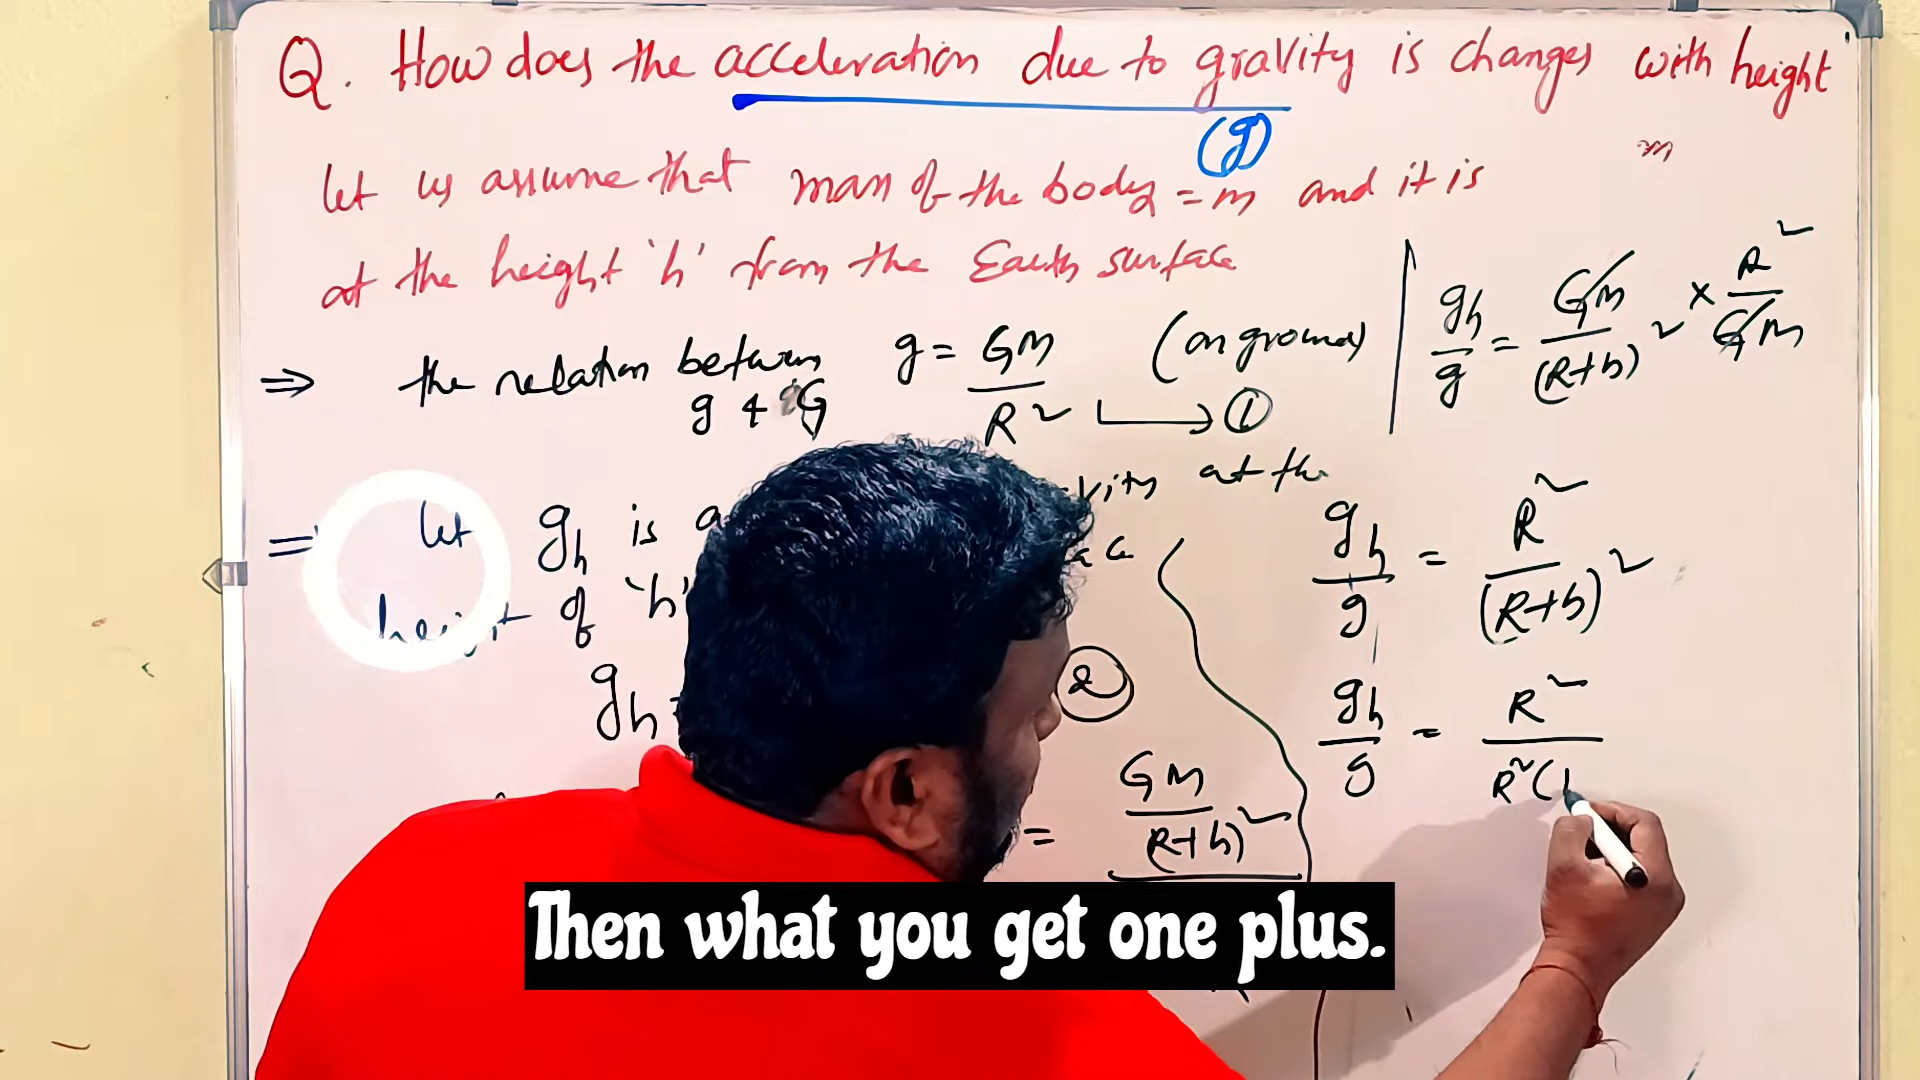 Q. How does the acceleration due to gravity is changes with height
(g)
let us assume that mass of the body = m and it is
at the height 'h' from the Earth surface
⇒ the relation between g = GM/R² (on ground)
g & G → ①
⇒ let gh is a vity at the
height of 'h' ace
gh = ②
= GM/(R+h)²
gh/g = GM/(R+h)² × R²/GM
gh/g = R²/(R+h)²
gh/g = R²/R²(1
Then what you get one plus.